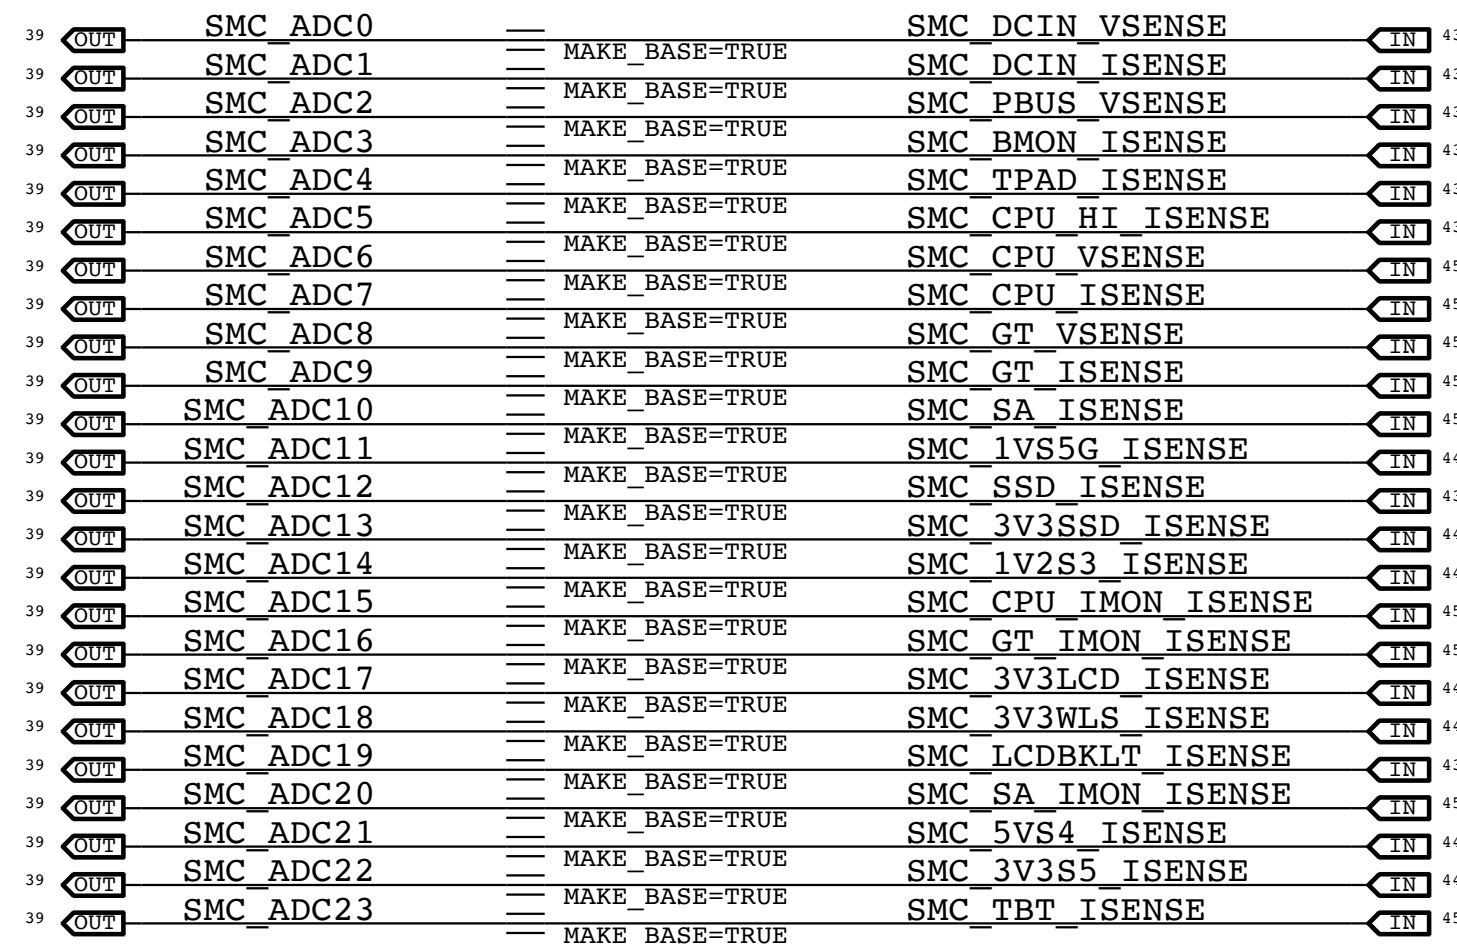 39 OUT SMC_ADC0 SMC_DCIN_VSENSE IN 43
MAKE_BASE=TRUE
39 OUT SMC_ADC1 SMC_DCIN_ISENSE IN 43
MAKE_BASE=TRUE
39 OUT SMC_ADC2 SMC_PBUS_VSENSE IN 43
MAKE_BASE=TRUE
39 OUT SMC_ADC3 SMC_BMON_ISENSE IN 43
MAKE_BASE=TRUE
39 OUT SMC_ADC4 SMC_TPAD_ISENSE IN 43
MAKE_BASE=TRUE
39 OUT SMC_ADC5 SMC_CPU_HI_ISENSE IN 43
MAKE_BASE=TRUE
39 OUT SMC_ADC6 SMC_CPU_VSENSE IN 45
MAKE_BASE=TRUE
39 OUT SMC_ADC7 SMC_CPU_ISENSE IN 45
MAKE_BASE=TRUE
39 OUT SMC_ADC8 SMC_GT_VSENSE IN 45
MAKE_BASE=TRUE
39 OUT SMC_ADC9 SMC_GT_ISENSE IN 45
MAKE_BASE=TRUE
39 OUT SMC_ADC10 SMC_SA_ISENSE IN 45
MAKE_BASE=TRUE
39 OUT SMC_ADC11 SMC_1VS5G_ISENSE IN 44
MAKE_BASE=TRUE
39 OUT SMC_ADC12 SMC_SSD_ISENSE IN 43
MAKE_BASE=TRUE
39 OUT SMC_ADC13 SMC_3V3SSD_ISENSE IN 44
MAKE_BASE=TRUE
39 OUT SMC_ADC14 SMC_1V2S3_ISENSE IN 44
MAKE_BASE=TRUE
39 OUT SMC_ADC15 SMC_CPU_IMON_ISENSE IN 45
MAKE_BASE=TRUE
39 OUT SMC_ADC16 SMC_GT_IMON_ISENSE IN 45
MAKE_BASE=TRUE
39 OUT SMC_ADC17 SMC_3V3LCD_ISENSE IN 44
MAKE_BASE=TRUE
39 OUT SMC_ADC18 SMC_3V3WLS_ISENSE IN 44
MAKE_BASE=TRUE
39 OUT SMC_ADC19 SMC_LCDBKLT_ISENSE IN 43
MAKE_BASE=TRUE
39 OUT SMC_ADC20 SMC_SA_IMON_ISENSE IN 45
MAKE_BASE=TRUE
39 OUT SMC_ADC21 SMC_5VS4_ISENSE IN 44
MAKE_BASE=TRUE
39 OUT SMC_ADC22 SMC_3V3S5_ISENSE IN 44
MAKE_BASE=TRUE
39 OUT SMC_ADC23 SMC_TBT_ISENSE IN 45
MAKE_BASE=TRUE